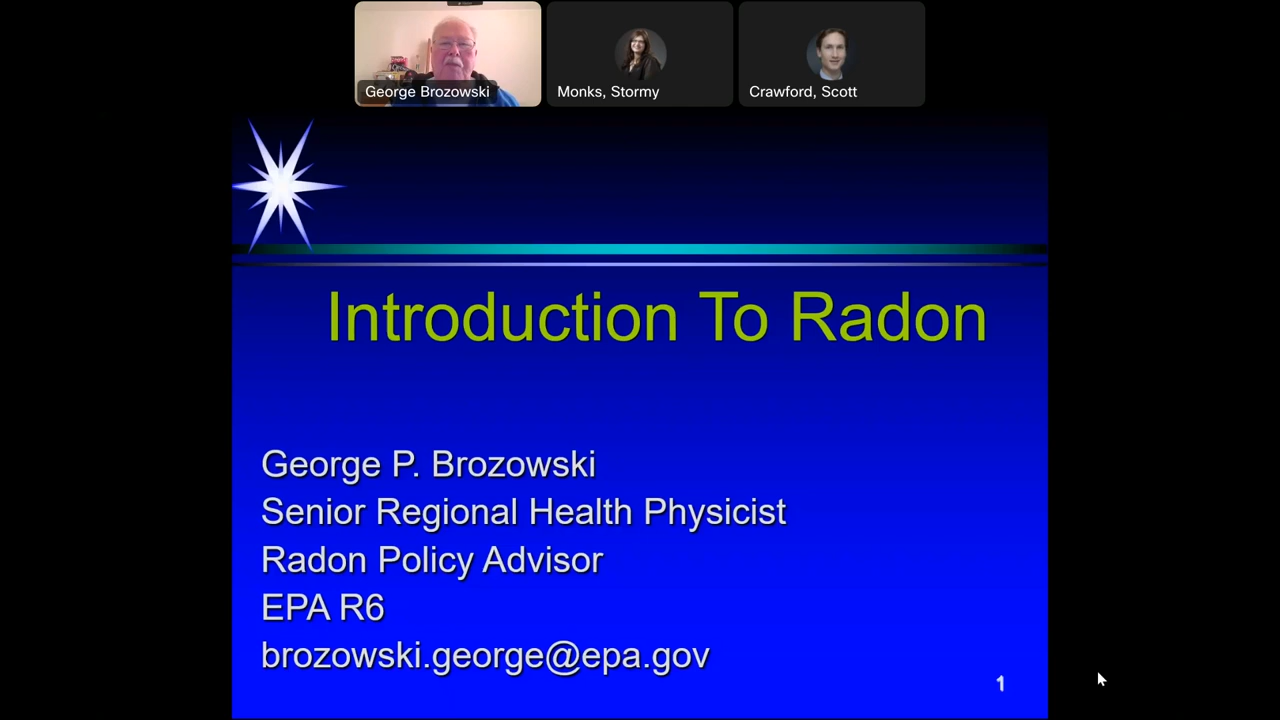 George Brozowski
Monks, Stormy
Crawford, Scott
Introduction To Radon
George P. Brozowski
Senior Regional Health Physicist
Radon Policy Advisor
EPA R6
brozowski.george@epa.gov
1